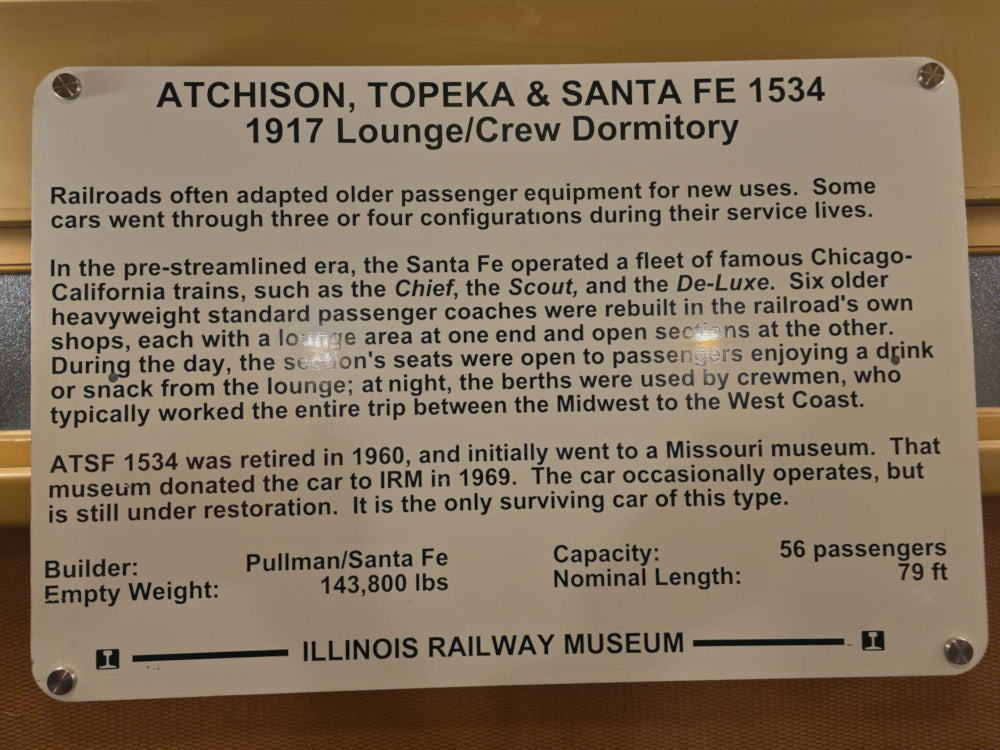 ATCHISON, TOPEKA & SANTA FE 1534
1917 Lounge/Crew Dormitory
Railroads often adapted older passenger equipment for new uses. Some
cars went through three or four configurations during their service lives.
In the pre-streamlined era, the Santa Fe operated a fleet of famous Chicago-
California trains, such as the Chief, the Scout, and the De-Luxe. Six older
heavyweight standard passenger coaches were rebuilt in the railroad's own
shops, each with a lounge area at one end and open sections at the other.
During the day, the section's seats were open to passengers enjoying a drink
or snack from the lounge; at night, the berths were used by crewmen, who
typically worked the entire trip between the Midwest to the West Coast.
ATSF 1534 was retired in 1960, and initially went to a Missouri museum. That
museum donated the car to IRM in 1969. The car occasionally operates, but
is still under restoration. It is the only surviving car of this type.
Builder: Pullman/Santa Fe Capacity: 56 passengers
Empty Weight: 143,800 lbs Nominal Length: 79 ft
ILLINOIS RAILWAY MUSEUM